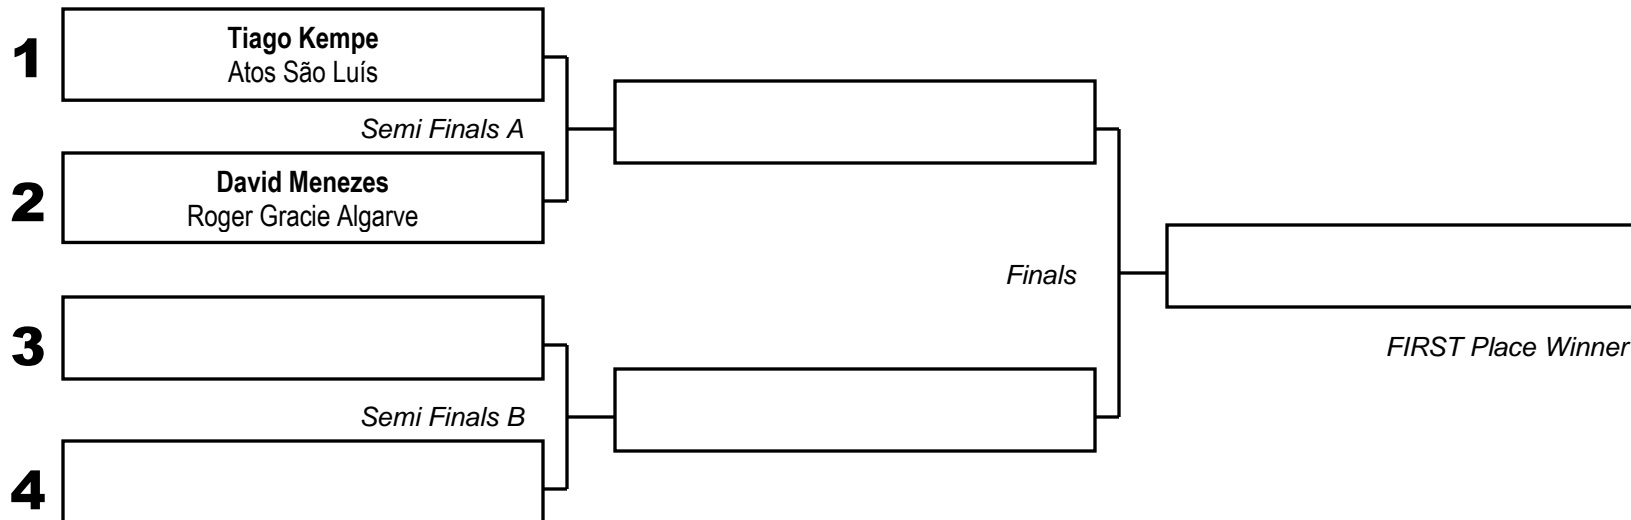 1
Tiago Kempe
Atos São Luís
Semi Finals A
2
David Menezes
Roger Gracie Algarve
Finals
3
FIRST Place Winner
Semi Finals B
4